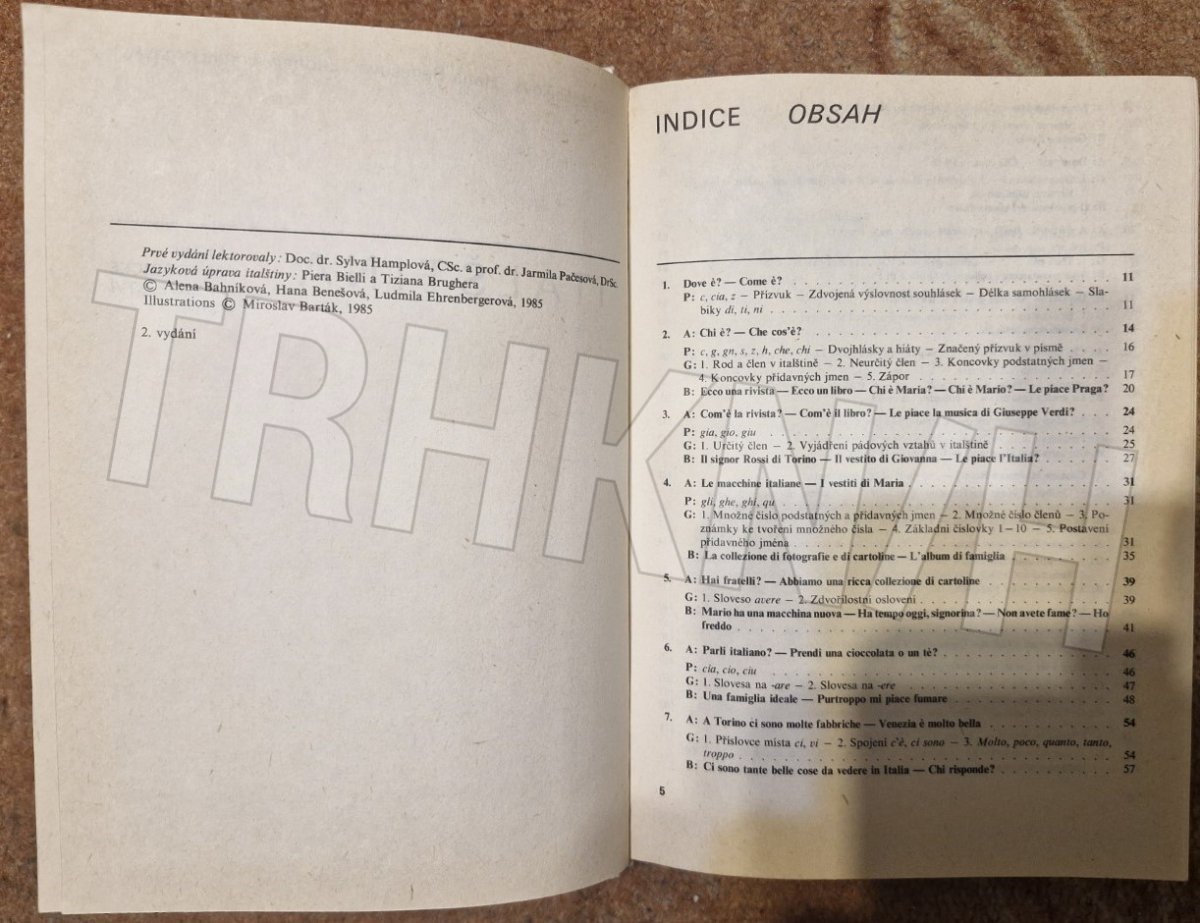 Prvé vydání lektorovaly: Doc. dr. Sylva Hamplová, CSc. a prof. dr. Jarmila Pačesová, DrSc.
Jazyková úprava italštiny: Piera Bielli a Tiziana Brughera
© Alena Bahníková, Hana Benešová, Ludmila Ehrenbergerová, 1985
Illustrations © Miroslav Barták, 1985
2. vydání
INDICE OBSAH
1. Dove è? — Come è? 11
P: c, cia, z — Přízvuk — Zdvojená výslovnost souhlásek — Délka samohlásek — Sla-
biky di, ti, ni 11
2. A: Chi è? — Che cos'è? 14
P: c, g, gn, s, z, h, che, chi — Dvojhlásky a hiáty — Značený přízvuk v písmě 16
G: 1. Rod a člen v italštině — 2. Neurčitý člen — 3. Koncovky podstatných jmen —
4. Koncovky přídavných jmen — 5. Zápor 17
B: Ecco una rivista — Ecco un libro — Chi è Maria? — Chi è Mario? — Le piace Praga? 20
3. A: Com'è la rivista? — Com'è il libro? — Le piace la musica di Giuseppe Verdi? 24
P: gia, gio, giu 24
G: 1. Určitý člen — 2. Vyjádření pádových vztahů v italštině 25
B: Il signor Rossi di Torino — Il vestito di Giovanna — Le piace l'Italia? 27
4. A: Le macchine italiane — I vestiti di Maria 31
P: gli, ghe, ghi, qu 31
G: 1. Množné číslo podstatných a přídavných jmen — 2. Množné číslo členů — 3. Po-
známky ke tvoření množného čísla — 4. Základní číslovky 1—10 — 5. Postavení
přídavného jména 31
B: La collezione di fotografie e di cartoline — L'album di famiglia 35
5. A: Hai fratelli? — Abbiamo una ricca collezione di cartoline 39
G: 1. Sloveso avere — 2. Zdvořilostní oslovení 39
B: Mario ha una macchina nuova — Ha tempo oggi, signorina? — Non avete fame? — Ho
freddo 41
6. A: Parli italiano? — Prendi una cioccolata o un tè? 46
P: cia, cio, ciu 46
G: 1. Slovesa na -are — 2. Slovesa na -ere 47
B: Una famiglia ideale — Purtroppo mi piace fumare 48
7. A: A Torino ci sono molte fabbriche — Venezia è molto bella 54
G: 1. Příslovce místa ci, vi — 2. Spojení c'è, ci sono — 3. Molto, poco, quanto, tanto,
troppo 54
B: Ci sono tante belle cose da vedere in Italia — Chi risponde? 57
5
TRHKNIH